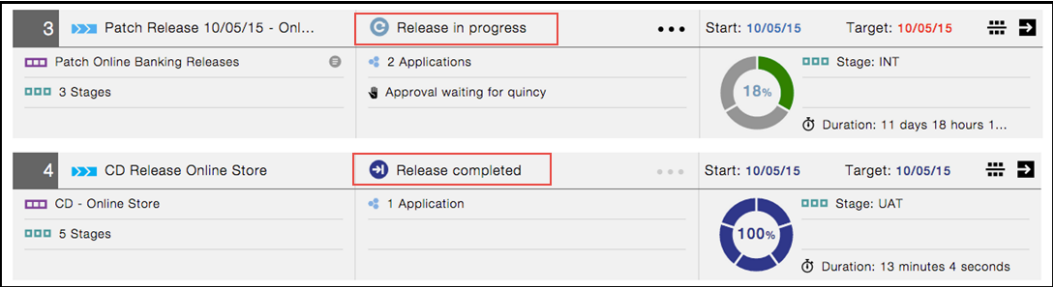 3 Patch Release 10/05/15 - Onl... Release in progress Start: 10/05/15 Target: 10/05/15
Patch Online Banking Releases 2 Applications Stage: INT
3 Stages Approval waiting for quincy 18%
Duration: 11 days 18 hours 1...
4 CD Release Online Store Release completed Start: 10/05/15 Target: 10/05/15
CD - Online Store 1 Application Stage: UAT
5 Stages 100%
Duration: 13 minutes 4 seconds